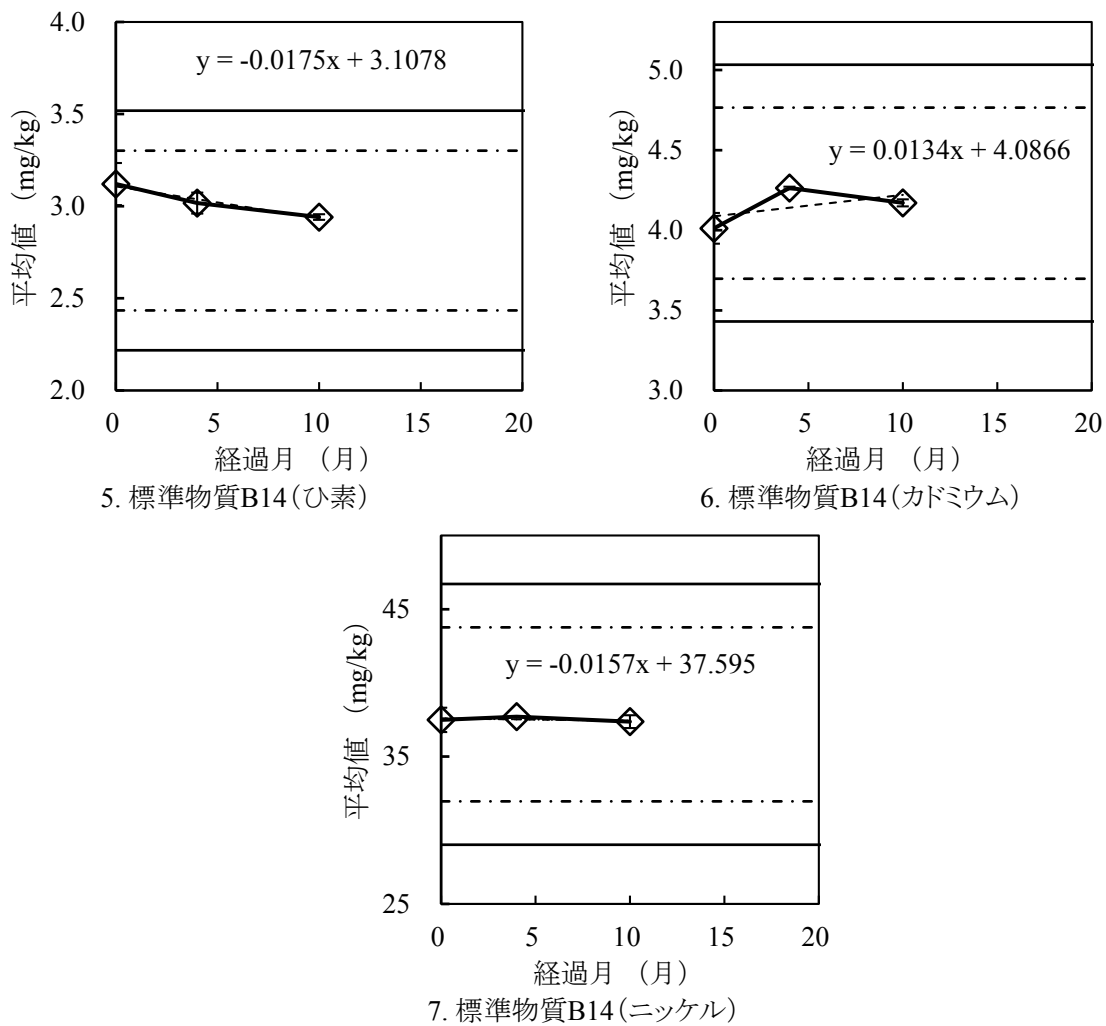 y = -0.0175x + 3.1078
4.0
3.5
3.0
2.5
2.0
平均値 (mg/kg)
0 5 10 15 20
経過月 (月)
5. 標準物質B14(ひ素)
y = 0.0134x + 4.0866
5.0
4.5
4.0
3.5
3.0
平均値 (mg/kg)
0 5 10 15 20
経過月 (月)
6. 標準物質B14(カドミウム)
y = -0.0157x + 37.595
45
35
25
平均値 (mg/kg)
0 5 10 15 20
経過月 (月)
7. 標準物質B14(ニッケル)